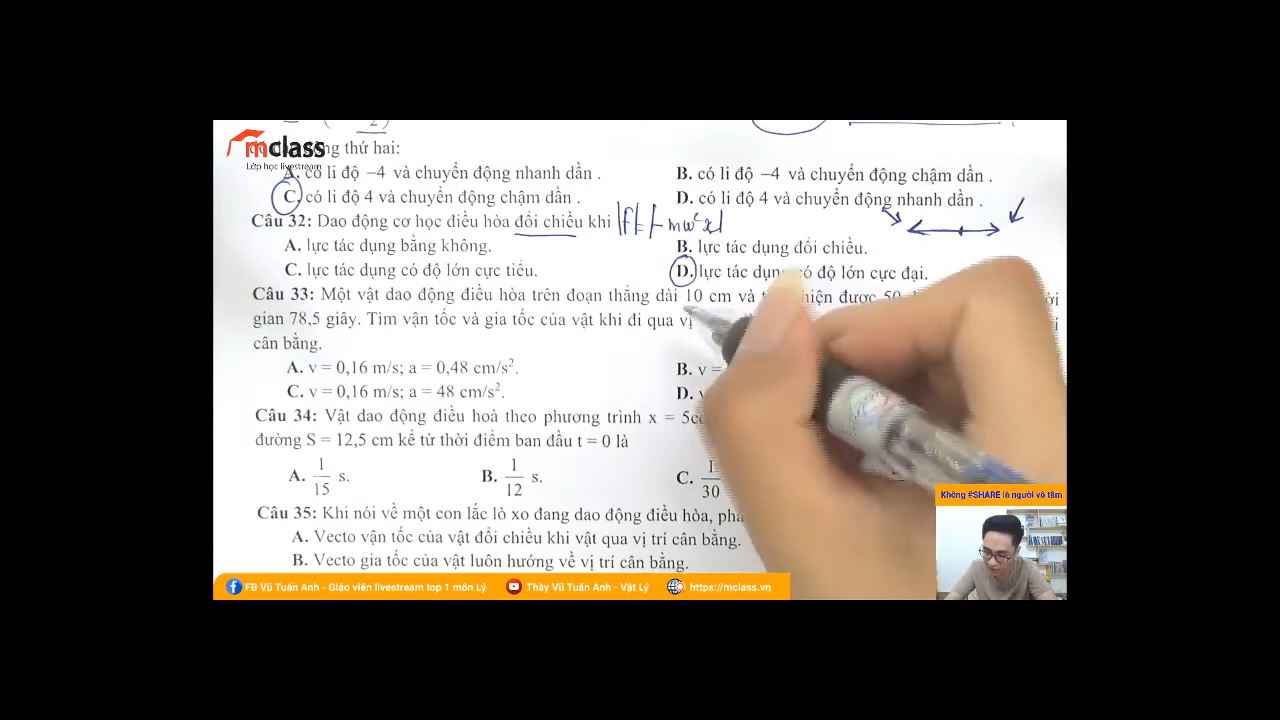 mclass
Lớp học livestream
thứ hai:
A. có li độ −4 và chuyển động nhanh dần .
B. có li độ −4 và chuyển động chậm dần .
C. có li độ 4 và chuyển động chậm dần .
D. có li độ 4 và chuyển động nhanh dần .
Câu 32: Dao động cơ học điều hòa đổi chiều khi
A. lực tác dụng bằng không.
B. lực tác dụng đổi chiều.
C. lực tác dụng có độ lớn cực tiểu.
D. lực tác dụng có độ lớn cực đại.
Câu 33: Một vật dao động điều hòa trên đoạn thẳng dài 10 cm và 50
gian 78,5 giây. Tìm vận tốc và gia tốc của vật khi đi qua vị
cân bằng.
A. v = 0,16 m/s; a = 0,48 cm/s².
B. v =
C. v = 0,16 m/s; a = 48 cm/s².
D.
Câu 34: Vật dao động điều hoà theo phương trình x =
đường S = 12,5 cm kể từ thời điểm ban đầu t = 0 là
A. 1/15 s.
B. 1/12 s.
C. 1/30
Câu 35: Khi nói về một con lắc lò xo đang dao động điều hòa,
A. Vecto vận tốc của vật đổi chiều khi vật qua vị trí cân bằng.
B. Vecto gia tốc của vật luôn hướng về vị trí cân bằng.
Không #SHARE là người vô tâm
FB Vũ Tuấn Anh - Giáo viên livestream top 1 môn Lý
Thầy Vũ Tuấn Anh - Vật Lý
https://mclass.vn